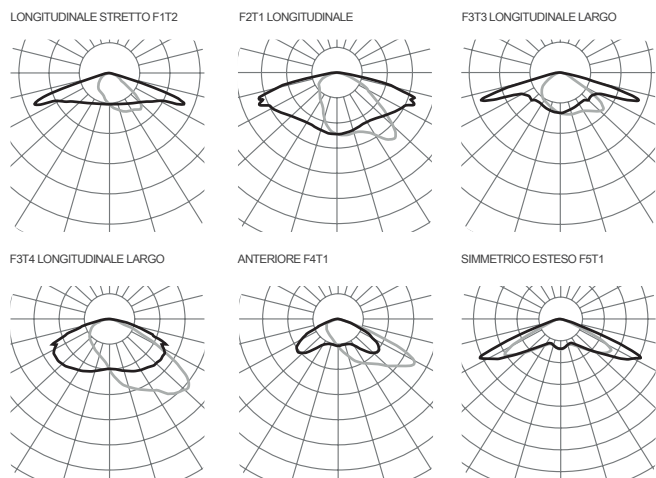 LONGITUDINALE STRETTO F1T2
F2T1 LONGITUDINALE
F3T3 LONGITUDINALE LARGO
F3T4 LONGITUDINALE LARGO
ANTERIORE F4T1
SIMMETRICO ESTESO F5T1